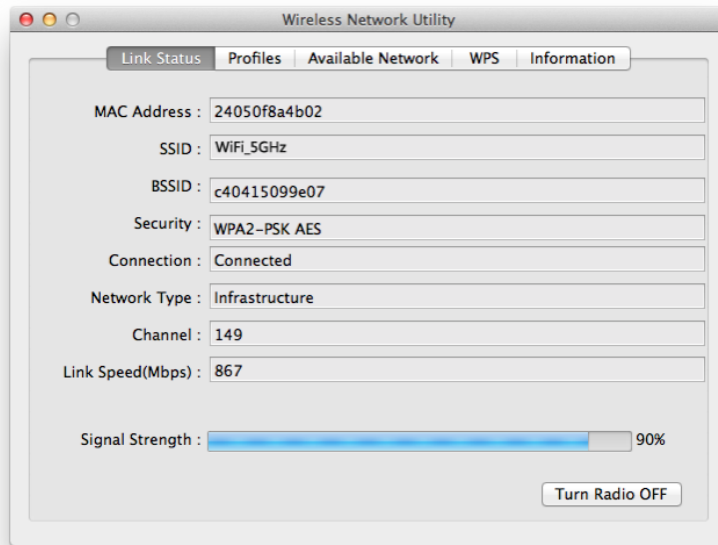 Wireless Network Utility
Link Status Profiles Available Network WPS Information
MAC Address : 24050f8a4b02
SSID : WiFi_5GHz
BSSID : c40415099e07
Security : WPA2-PSK AES
Connection : Connected
Network Type : Infrastructure
Channel : 149
Link Speed(Mbps) : 867
Signal Strength : 90%
Turn Radio OFF